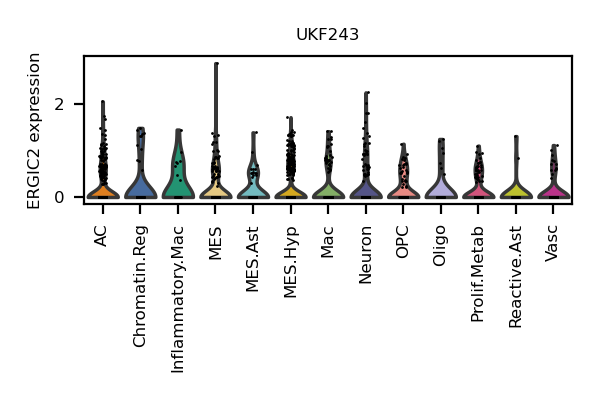 UKF243
ERGIC2 expression
2
0
AC
Chromatin.Reg
Inflammatory.Mac
MES
MES.Ast
MES.Hyp
Mac
Neuron
OPC
Oligo
Prolif.Metab
Reactive.Ast
Vasc